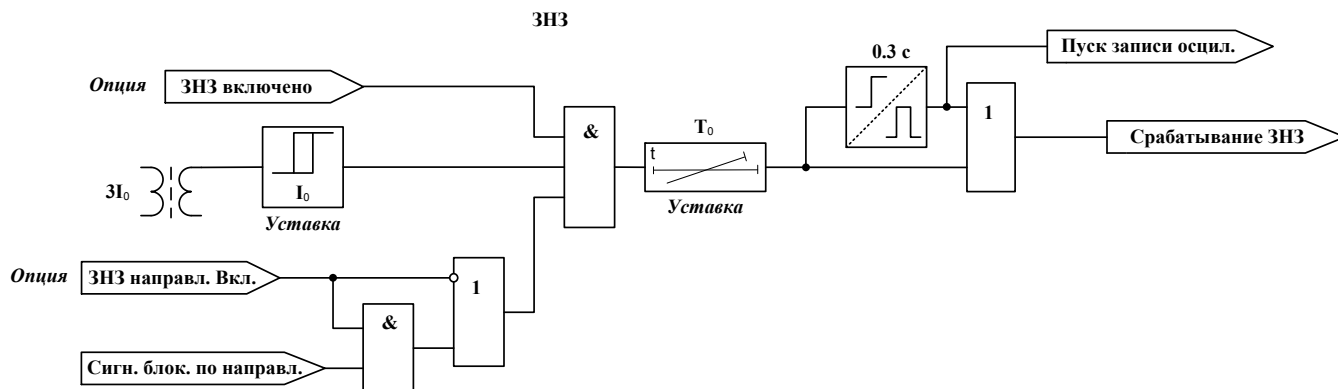 ЗНЗ
0.3 с
Пуск записи осцил.
Опция
ЗНЗ включено
&
1
T₀
t
Уставка
Срабатывание ЗНЗ
3I₀
I₀
Уставка
Опция
ЗНЗ направл. Вкл.
1
&
Сигн. блок. по направл.